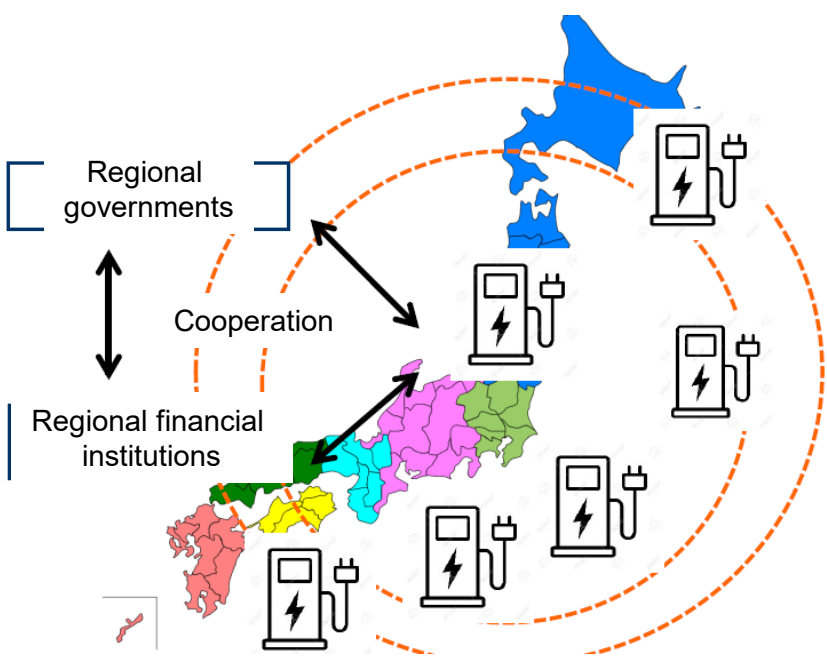 Regional
governments
Cooperation
Regional financial
institutions